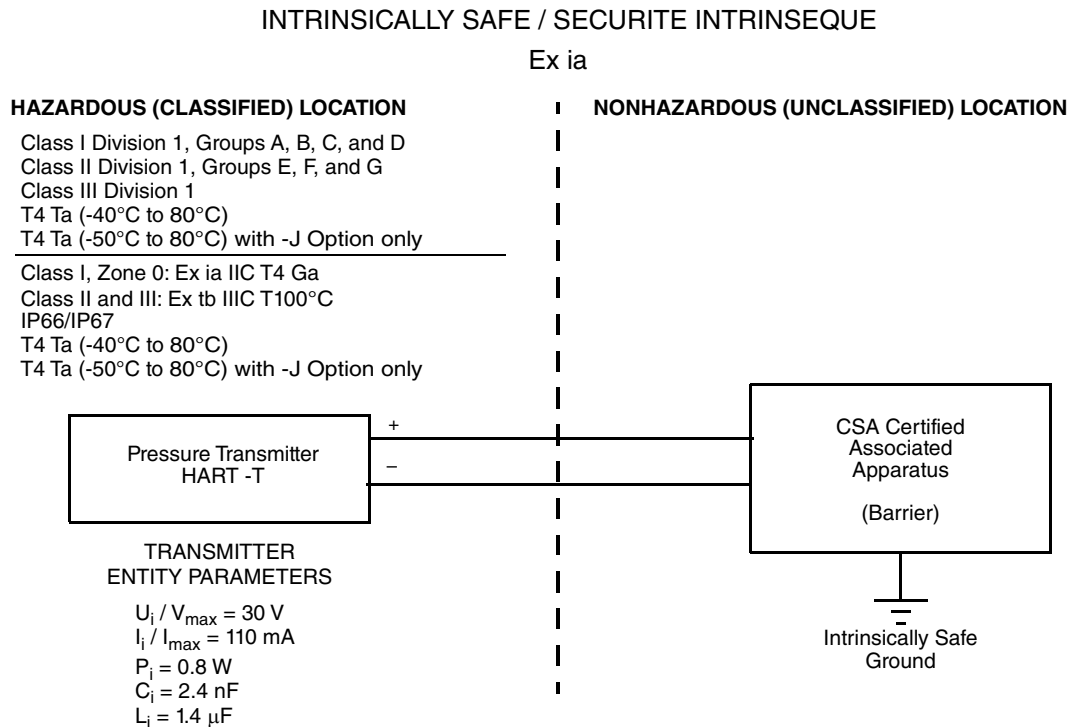 INTRINSICALLY SAFE / SECURITE INTRINSEQUE
Ex ia
HAZARDOUS (CLASSIFIED) LOCATION
NONHAZARDOUS (UNCLASSIFIED) LOCATION
Class I Division 1, Groups A, B, C, and D
Class II Division 1, Groups E, F, and G
Class III Division 1
T4 Ta (-40°C to 80°C)
T4 Ta (-50°C to 80°C) with -J Option only
Class I, Zone 0: Ex ia IIC T4 Ga
Class II and III: Ex tb IIIC T100°C
IP66/IP67
T4 Ta (-40°C to 80°C)
T4 Ta (-50°C to 80°C) with -J Option only
Pressure Transmitter
HART -T
+
–
CSA Certified
Associated
Apparatus
(Barrier)
TRANSMITTER
ENTITY PARAMETERS
Ui / Vmax = 30 V
Ii / Imax = 110 mA
Pi = 0.8 W
Ci = 2.4 nF
Li = 1.4 μF
Intrinsically Safe
Ground